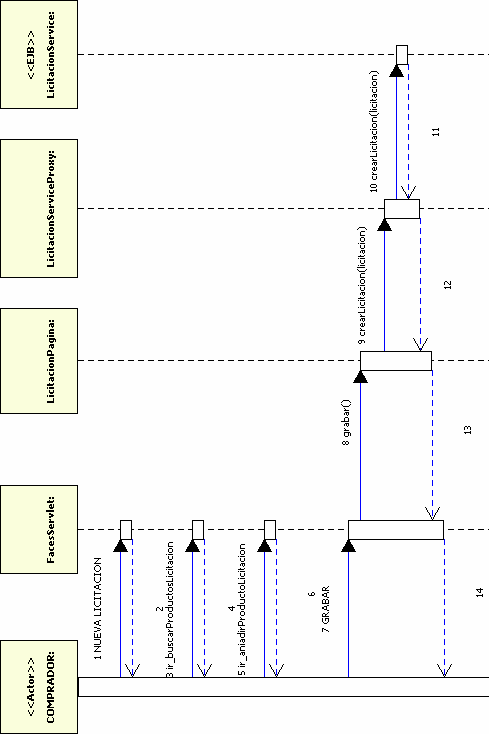 <<Actor>>
COMPRADOR:
FacesServlet:
LicitacionPagina:
LicitacionServiceProxy:
<<EJB>>
LicitacionService:
1 NUEVA LICITACION
2
3 ir_buscarProductosLicitacion
4
5 ir_aniadirProductoLicitacion
6
7 GRABAR
8 grabar()
9 crearLicitacion(licitacion)
10 crearLicitacion(licitacion)
11
12
13
14